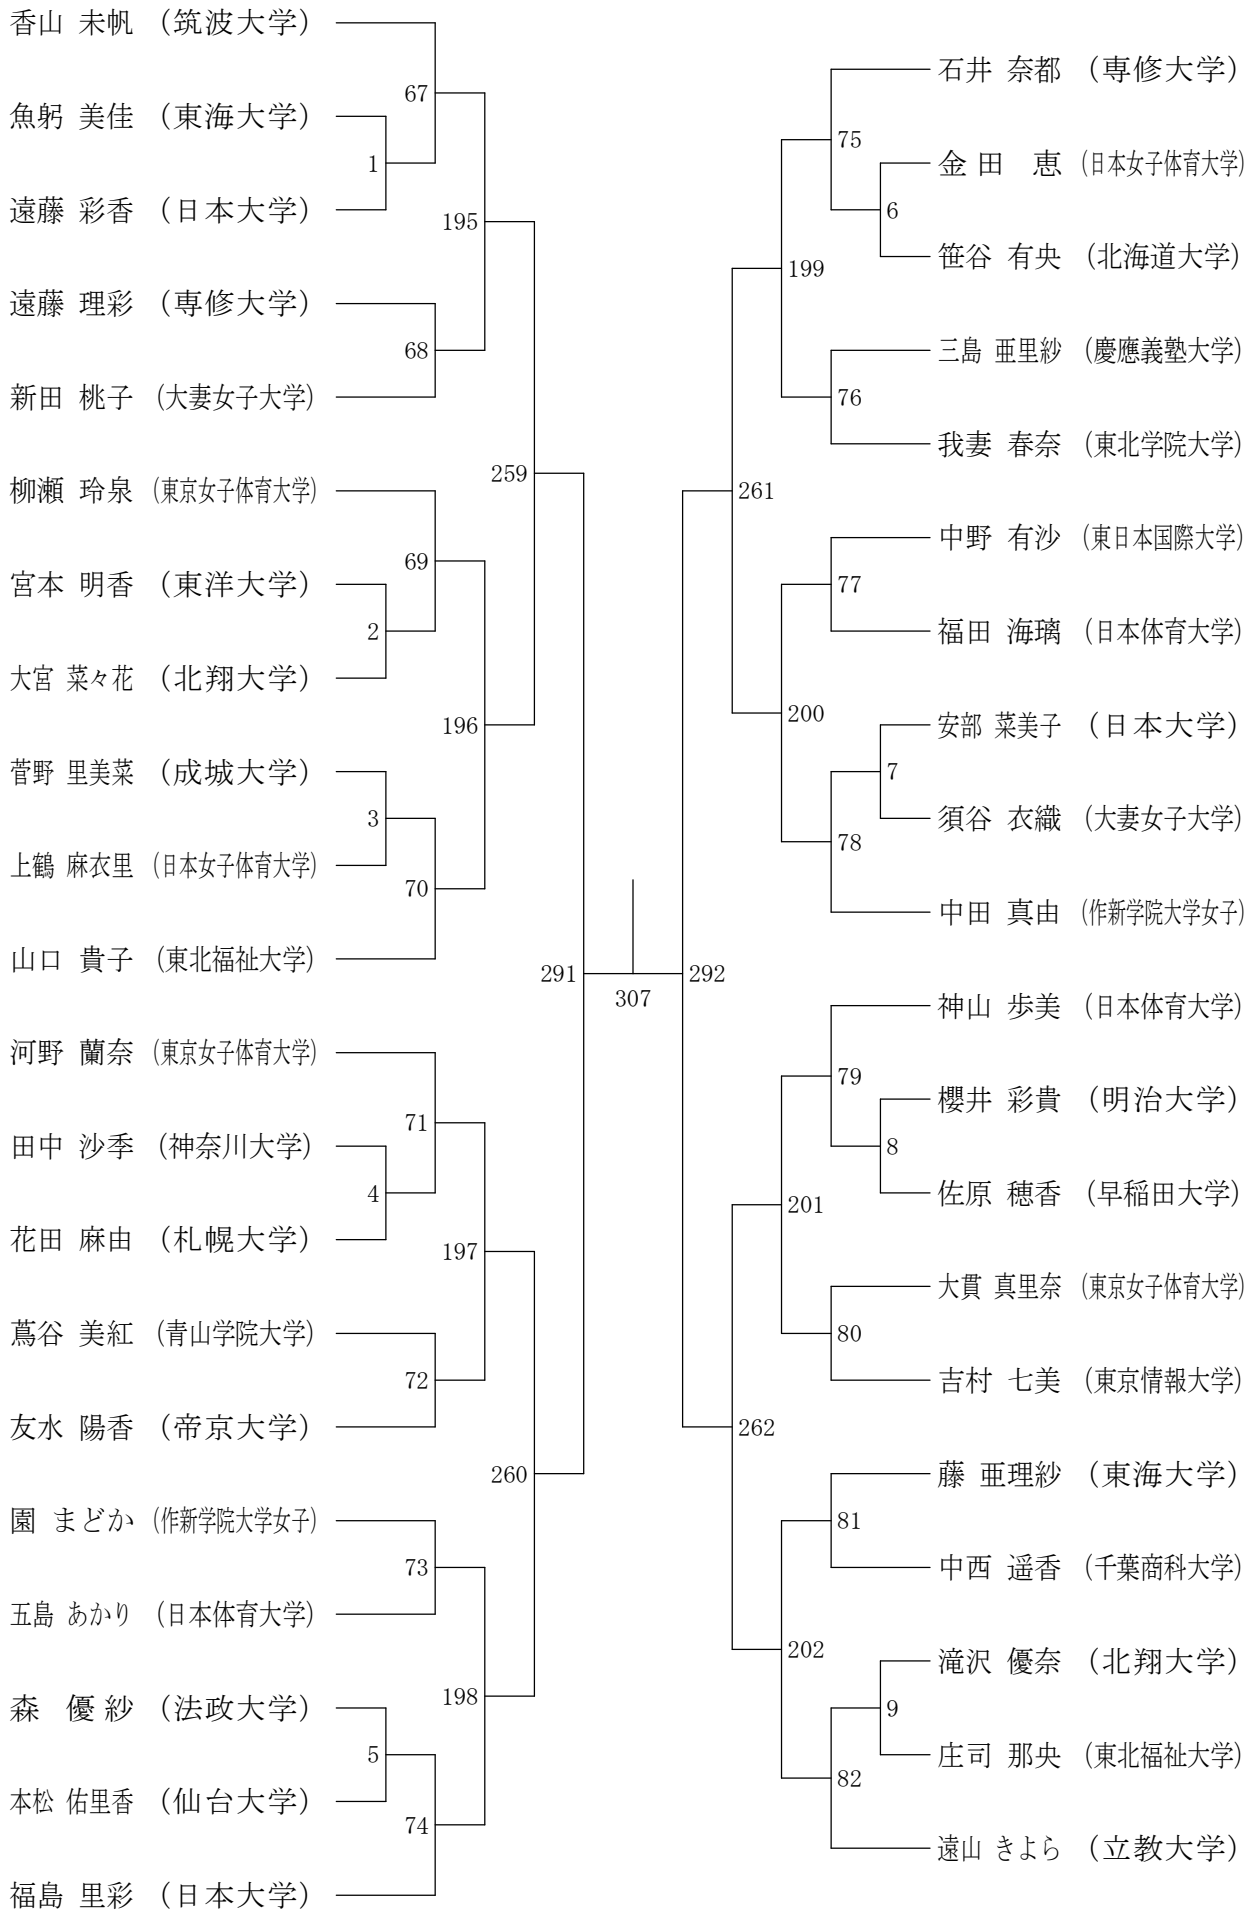 香山 未帆 （筑波大学）
67
魚躬 美佳 （東海大学）
1
遠藤 彩香 （日本大学）
195
遠藤 理彩 （専修大学）
68
新田 桃子 （大妻女子大学）
259
柳瀬 玲泉 （東京女子体育大学）
69
宮本 明香 （東洋大学）
2
大宮 菜々花 （北翔大学）
196
菅野 里美菜 （成城大学）
3
上鶴 麻衣里 （日本女子体育大学）
70
山口 貴子 （東北福祉大学）
291
河野 蘭奈 （東京女子体育大学）
71
田中 沙季 （神奈川大学）
4
花田 麻由 （札幌大学）
197
蔦谷 美紅 （青山学院大学）
72
友水 陽香 （帝京大学）
260
園 まどか （作新学院大学女子）
73
五島 あかり （日本体育大学）
198
森 優紗 （法政大学）
5
本松 佑里香 （仙台大学）
74
福島 里彩 （日本大学）
307
石井 奈都 （専修大学）
75
金田 恵 （日本女子体育大学）
6
笹谷 有央 （北海道大学）
199
三島 亜里紗 （慶應義塾大学）
76
我妻 春奈 （東北学院大学）
261
中野 有沙 （東日本国際大学）
77
福田 海璃 （日本体育大学）
200
安部 菜美子 （日本大学）
7
須谷 衣織 （大妻女子大学）
78
中田 真由 （作新学院大学女子）
292
神山 歩美 （日本体育大学）
79
櫻井 彩貴 （明治大学）
8
佐原 穂香 （早稲田大学）
201
大貫 真里奈 （東京女子体育大学）
80
吉村 七美 （東京情報大学）
262
藤 亜理紗 （東海大学）
81
中西 遥香 （千葉商科大学）
202
滝沢 優奈 （北翔大学）
9
庄司 那央 （東北福祉大学）
82
遠山 きよら （立教大学）